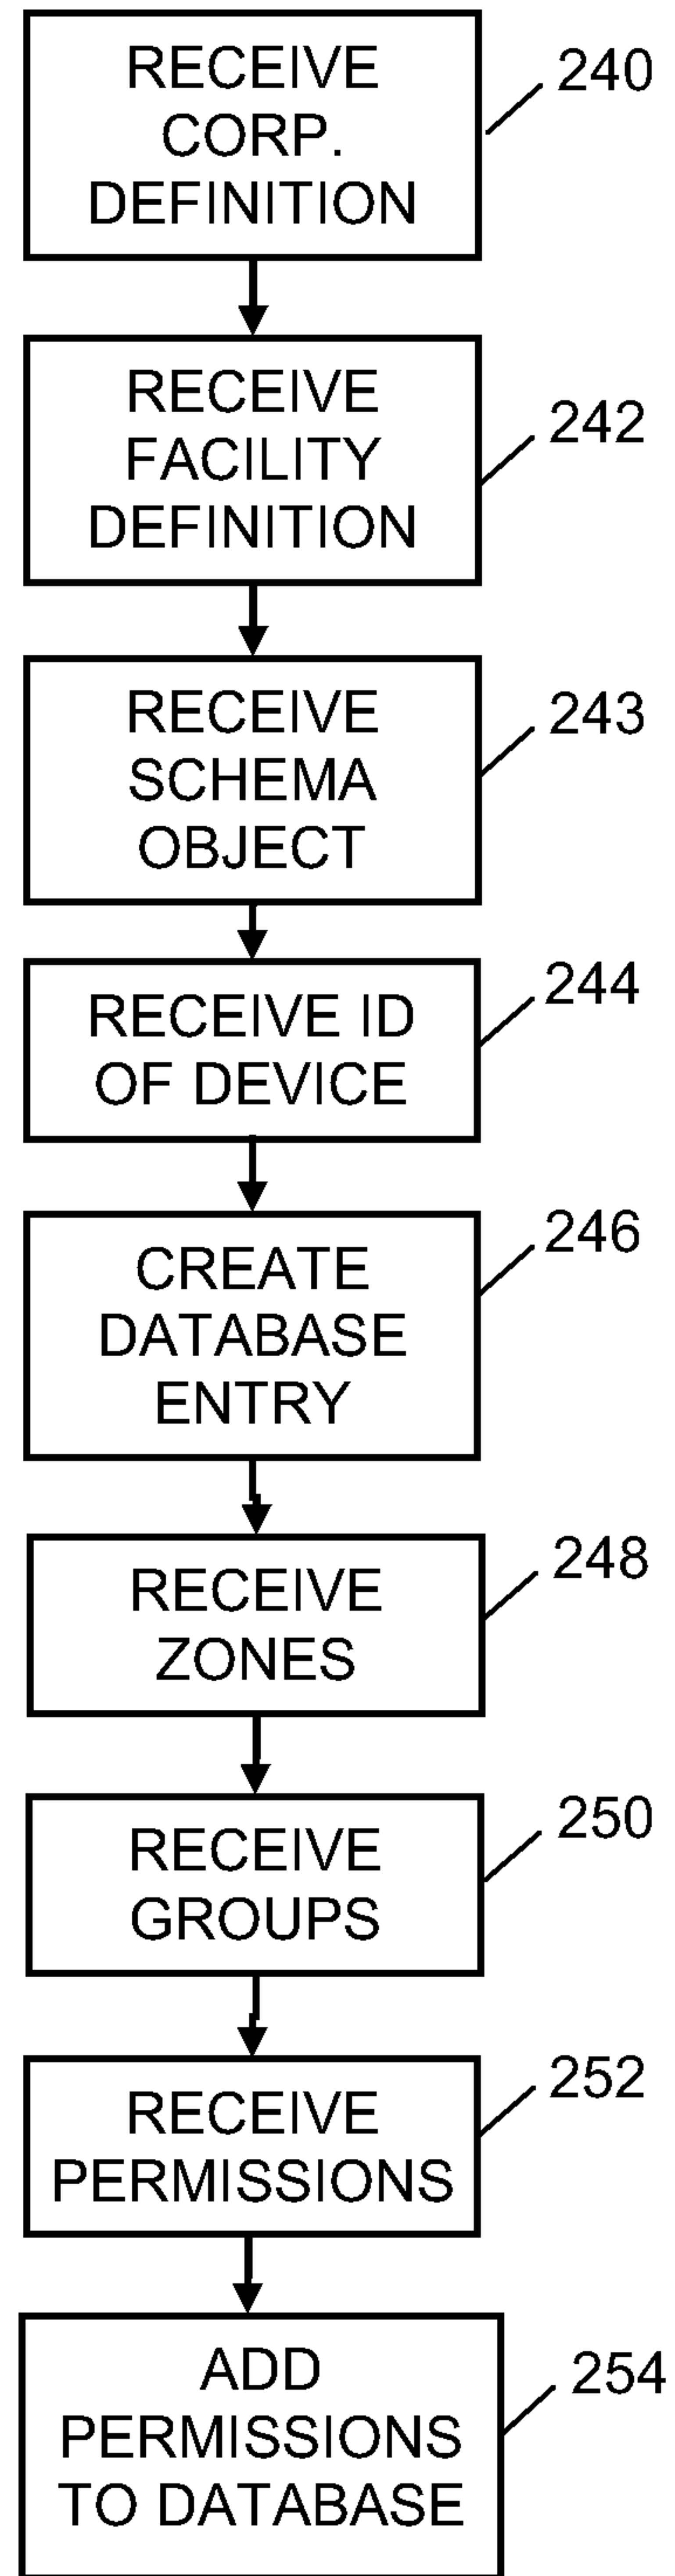 RECEIVE
CORP.
DEFINITION
240
RECEIVE
FACILITY
DEFINITION
242
RECEIVE
SCHEMA
OBJECT
243
RECEIVE ID
OF DEVICE
244
CREATE
DATABASE
ENTRY
246
RECEIVE
ZONES
248
RECEIVE
GROUPS
250
RECEIVE
PERMISSIONS
252
ADD
PERMISSIONS
TO DATABASE
254